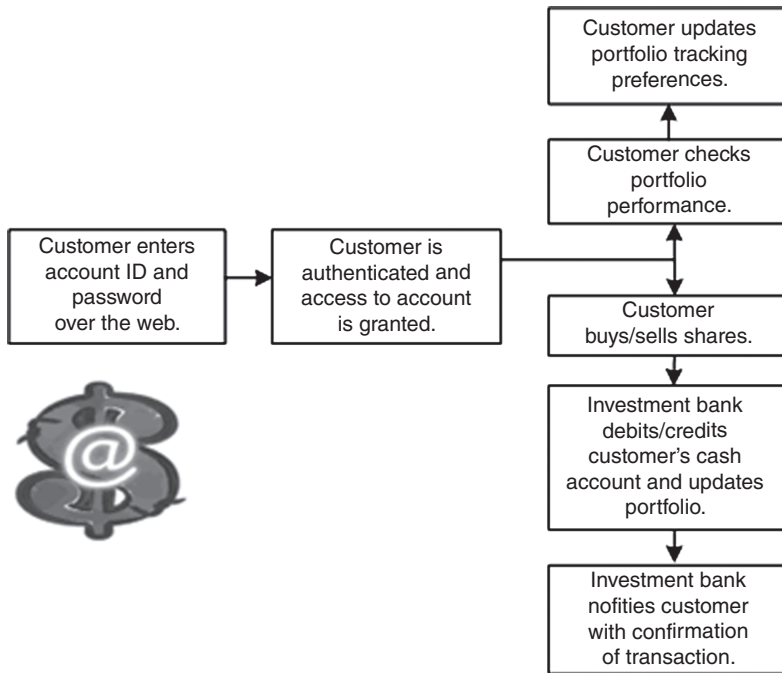 Customer updates
portfolio tracking
preferences.
Customer checks
portfolio
performance.
Customer enters
account ID and
password
over the web.
Customer is
authenticated and
access to account
is granted.
Customer
buys/sells shares.
Investment bank
debits/credits
customer's cash
account and updates
portfolio.
Investment bank
nofities customer
with confirmation
of transaction.
@